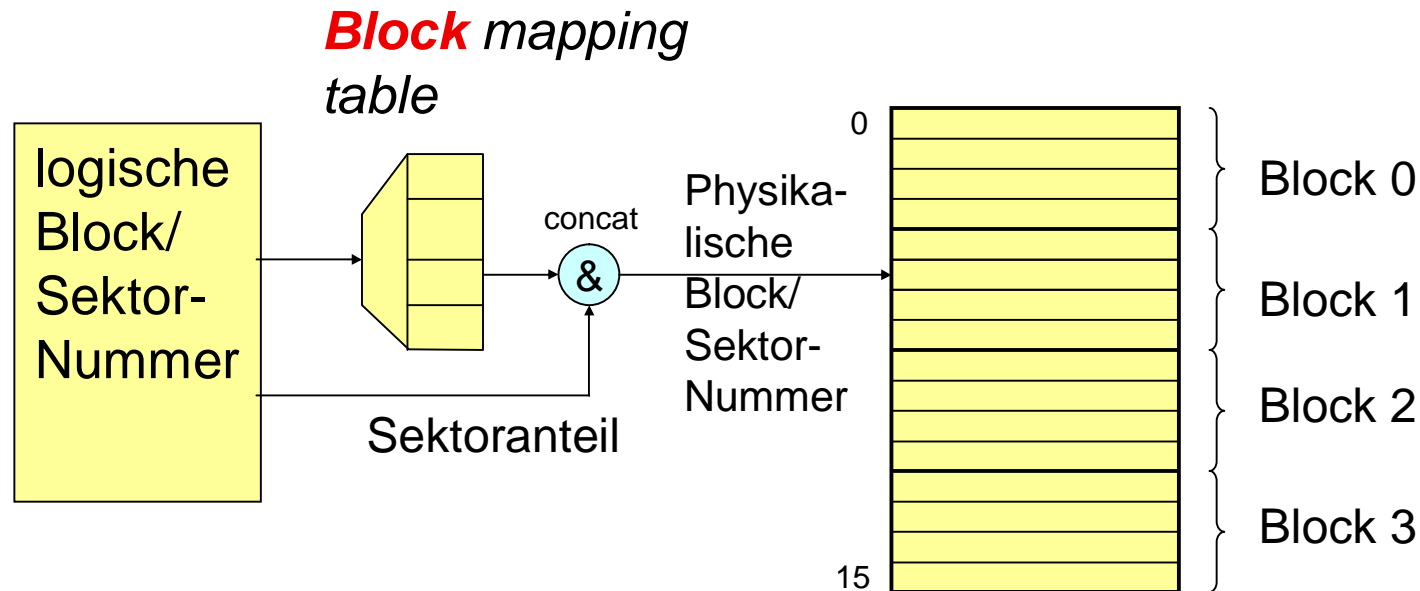 Block mapping
table
logische
Block/
Sektor-
Nummer
concat
&
Sektoranteil
Physika-
lische
Block/
Sektor-
Nummer
0
15
Block 0
Block 1
Block 2
Block 3